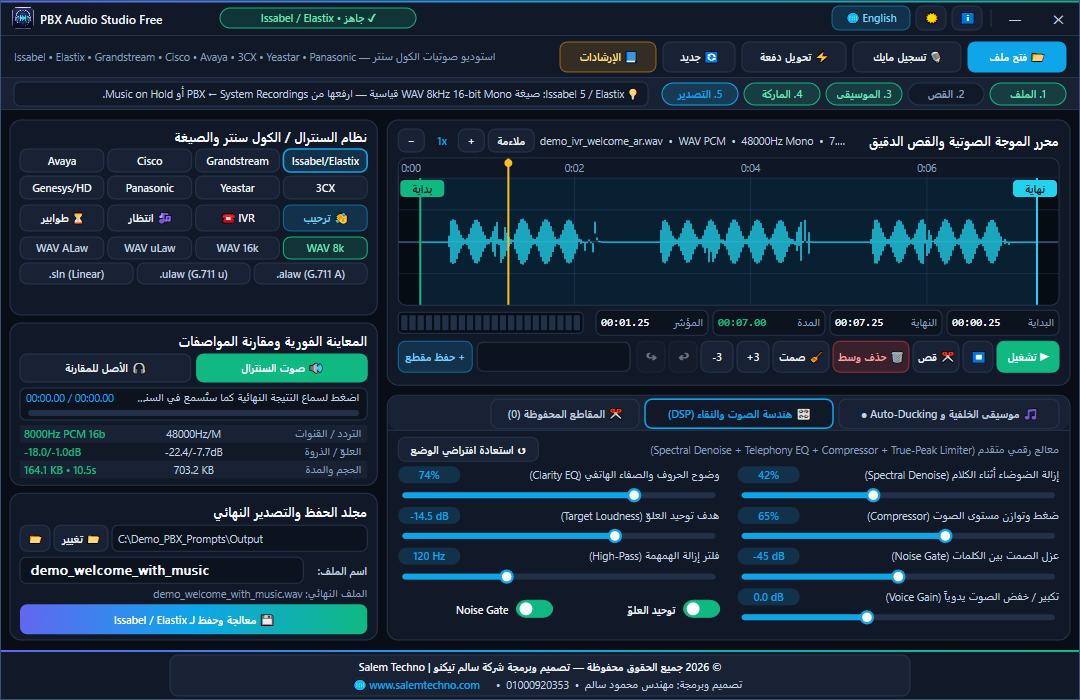 PBX Audio Studio Free
✓ جاهز • Issabel / Elastix
English
فتح ملف
تسجيل مايك
تحويل دفعة
جديد
الإرشادات
استوديو صوتيات الكول سنتر — Issabel • Elastix • Grandstream • Cisco • Avaya • 3CX • Yeastar • Panasonic
1. الملف
2. القص
3. الموسيقى
4. الماركة
5. التصدير
Issabel 5 / Elastix: صيغة WAV 8kHz 16-bit Mono قياسية — ارفعها من PBX ← System Recordings أو Music on Hold.
محرر الموجة الصوتية والقص الدقيق
demo_ivr_welcome_ar.wav • WAV PCM • 48000Hz Mono • 7....
ملاءمة
+
1x
−
0:00
0:02
0:04
0:06
بداية
نهاية
البداية 00:00.25
النهاية 00:07.25
المدة 00:07.00
المؤشر 00:01.25
▶ تشغيل
قص
حذف وسط
صمت
+3
-3
+ حفظ مقطع
موسيقى الخلفية و Auto-Ducking ●
هندسة الصوت والنقاء (DSP)
المقاطع المحفوظة (0)
معالج رقمي متقدم (Spectral Denoise + Telephony EQ + Compressor + True-Peak Limiter)
↺ استعادة افتراضي الوضع
إزالة الضوضاء أثناء الكلام (Spectral Denoise)
42%
وضوح الحروف والصفاء الهاتفي (Clarity EQ)
74%
ضغط وتوازن مستوى الصوت (Compressor)
65%
هدف توحيد العلوّ (Target Loudness)
-14.5 dB
عزل الصمت بين الكلمات (Noise Gate)
-45 dB
فلتر إزالة الهمهمة (High-Pass)
120 Hz
تكبير / خفض الصوت يدوياً (Voice Gain)
0.0 dB
توحيد العلوّ
Noise Gate
نظام السنترال / الكول سنتر والصيغة
Issabel/Elastix
Grandstream
Cisco
Avaya
3CX
Yeastar
Panasonic
Genesys/HD
ترحيب
IVR
انتظار
طوابير
WAV 8k
WAV 16k
WAV uLaw
WAV ALaw
.alaw (G.711 A)
.ulaw (G.711 u)
.sln (Linear)
المعاينة الفورية ومقارنة المواصفات
صوت السنترال
الأصل للمقارنة
اضغط لسماع النتيجة النهائية كما ستُسمع في السنـ...
00:00.00 / 00:00.00
التردد / القنوات 48000Hz/M 8000Hz PCM 16b
العلوّ / الذروة -22.4/-7.7dB -18.0/-1.0dB
الحجم والمدة 703.2 KB 164.1 KB • 10.5s
مجلد الحفظ والتصدير النهائي
C:\Demo_PBX_Prompts\Output
تغيير
اسم الملف:
demo_welcome_with_music
الملف النهائي: demo_welcome_with_music.wav
معالجة وحفظ لـ Issabel / Elastix
© 2026 جميع الحقوق محفوظة — تصميم وبرمجة شركة سالم تيكنو | Salem Techno
تصميم وبرمجة: مهندس محمود سالم • 01000920353 • www.salemtechno.com